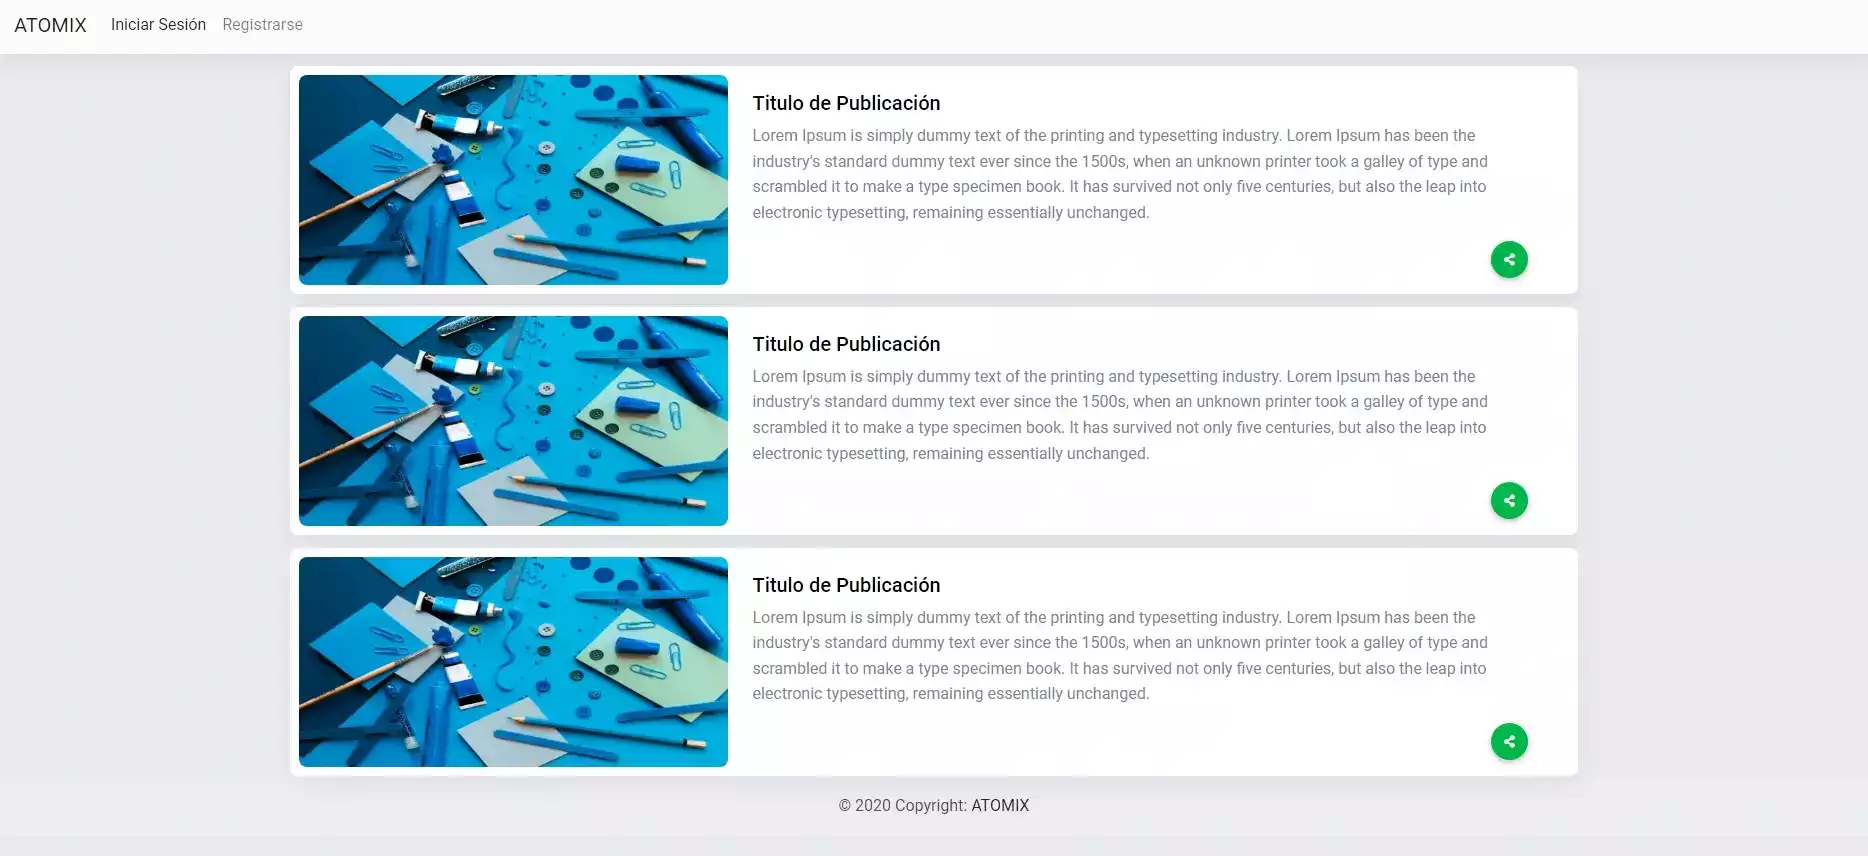 ATOMIX Iniciar Sesión Registrarse
Titulo de Publicación
Lorem Ipsum is simply dummy text of the printing and typesetting industry. Lorem Ipsum has been the
industry's standard dummy text ever since the 1500s, when an unknown printer took a galley of type and
scrambled it to make a type specimen book. It has survived not only five centuries, but also the leap into
electronic typesetting, remaining essentially unchanged.
Titulo de Publicación
Lorem Ipsum is simply dummy text of the printing and typesetting industry. Lorem Ipsum has been the
industry's standard dummy text ever since the 1500s, when an unknown printer took a galley of type and
scrambled it to make a type specimen book. It has survived not only five centuries, but also the leap into
electronic typesetting, remaining essentially unchanged.
Titulo de Publicación
Lorem Ipsum is simply dummy text of the printing and typesetting industry. Lorem Ipsum has been the
industry's standard dummy text ever since the 1500s, when an unknown printer took a galley of type and
scrambled it to make a type specimen book. It has survived not only five centuries, but also the leap into
electronic typesetting, remaining essentially unchanged.
© 2020 Copyright: ATOMIX